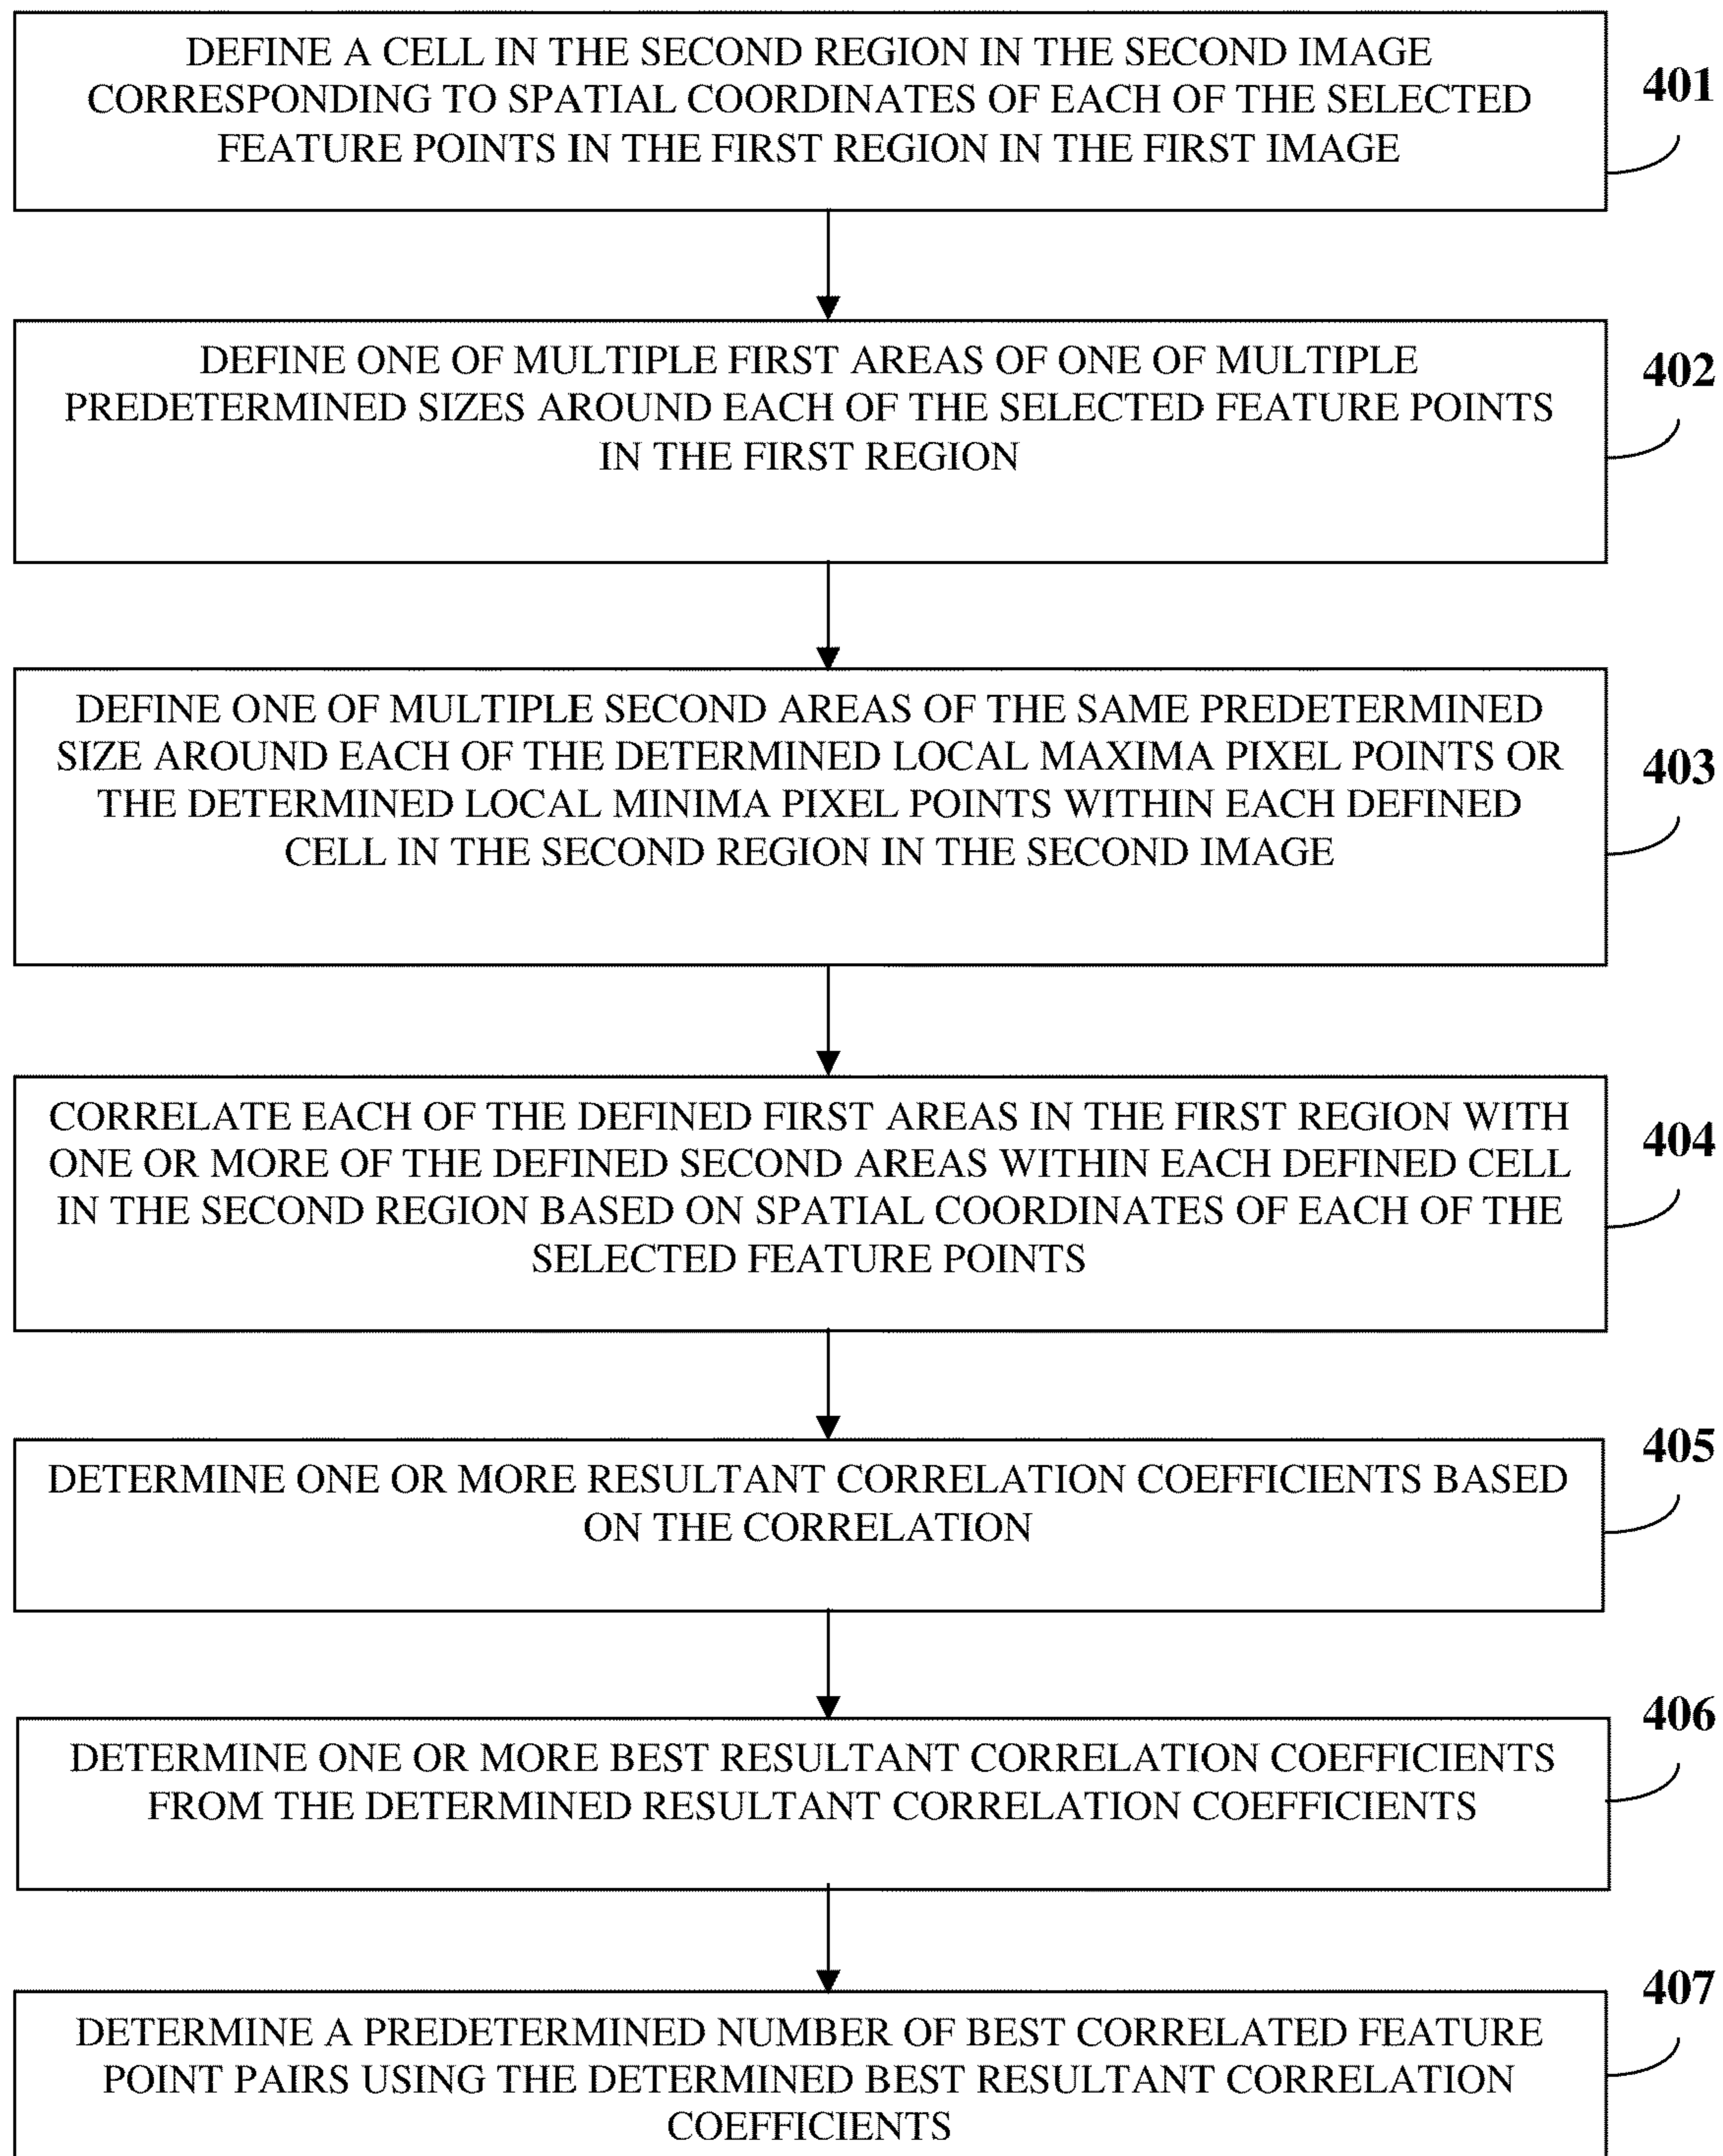 DEFINE A CELL IN THE SECOND REGION IN THE SECOND IMAGE
CORRESPONDING TO SPATIAL COORDINATES OF EACH OF THE SELECTED
FEATURE POINTS IN THE FIRST REGION IN THE FIRST IMAGE
401
DEFINE ONE OF MULTIPLE FIRST AREAS OF ONE OF MULTIPLE
PREDETERMINED SIZES AROUND EACH OF THE SELECTED FEATURE POINTS
IN THE FIRST REGION
402
DEFINE ONE OF MULTIPLE SECOND AREAS OF THE SAME PREDETERMINED
SIZE AROUND EACH OF THE DETERMINED LOCAL MAXIMA PIXEL POINTS OR
THE DETERMINED LOCAL MINIMA PIXEL POINTS WITHIN EACH DEFINED
CELL IN THE SECOND REGION IN THE SECOND IMAGE
403
CORRELATE EACH OF THE DEFINED FIRST AREAS IN THE FIRST REGION WITH
ONE OR MORE OF THE DEFINED SECOND AREAS WITHIN EACH DEFINED CELL
IN THE SECOND REGION BASED ON SPATIAL COORDINATES OF EACH OF THE
SELECTED FEATURE POINTS
404
DETERMINE ONE OR MORE RESULTANT CORRELATION COEFFICIENTS BASED
ON THE CORRELATION
405
DETERMINE ONE OR MORE BEST RESULTANT CORRELATION COEFFICIENTS
FROM THE DETERMINED RESULTANT CORRELATION COEFFICIENTS
406
DETERMINE A PREDETERMINED NUMBER OF BEST CORRELATED FEATURE
POINT PAIRS USING THE DETERMINED BEST RESULTANT CORRELATION
COEFFICIENTS
407